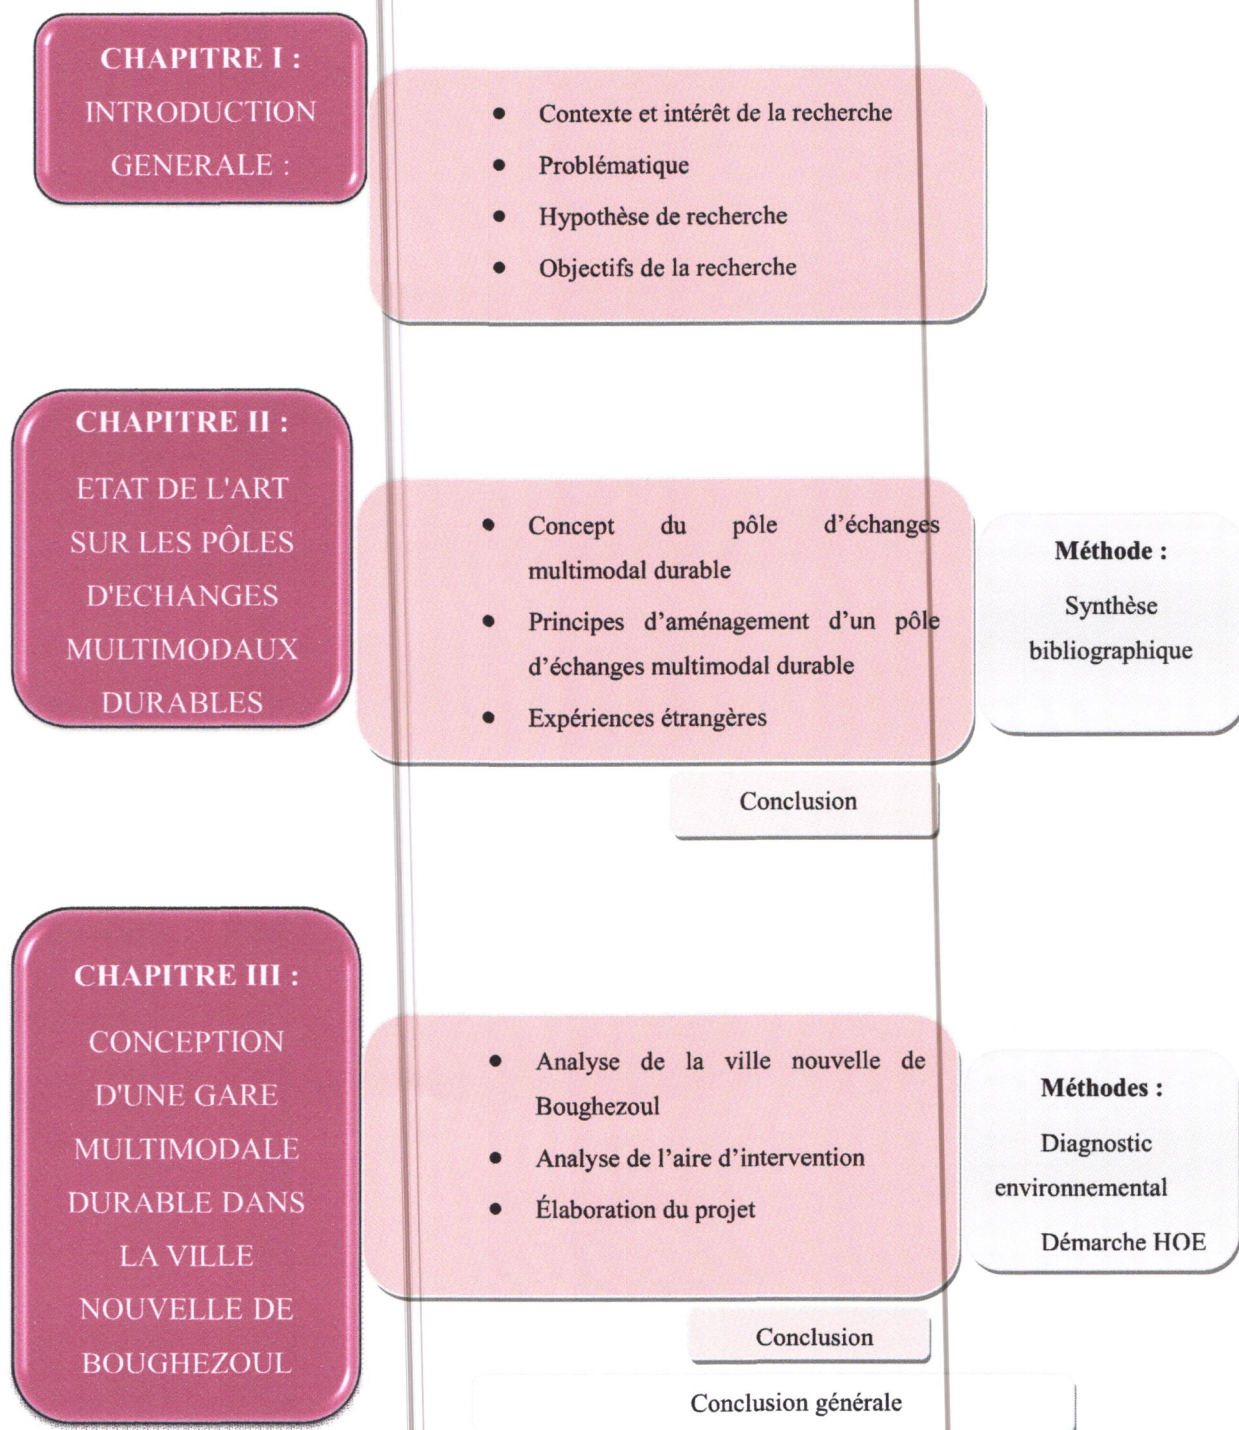 CHAPITRE I :
INTRODUCTION
GENERALE :
• Contexte et intérêt de la recherche
• Problématique
• Hypothèse de recherche
• Objectifs de la recherche
CHAPITRE II :
ETAT DE L'ART
SUR LES PÔLES
D'ECHANGES
MULTIMODAUX
DURABLES
• Concept du pôle d’échanges
multimodal durable
• Principes d’aménagement d’un pôle
d’échanges multimodal durable
• Expériences étrangères
Méthode :
Synthèse
bibliographique
Conclusion
CHAPITRE III :
CONCEPTION
D'UNE GARE
MULTIMODALE
DURABLE DANS
LA VILLE
NOUVELLE DE
BOUGHEZOUL
• Analyse de la ville nouvelle de
Boughezoul
• Analyse de l’aire d’intervention
• Élaboration du projet
Méthodes :
Diagnostic
environnemental
Démarche HOE
Conclusion
Conclusion générale